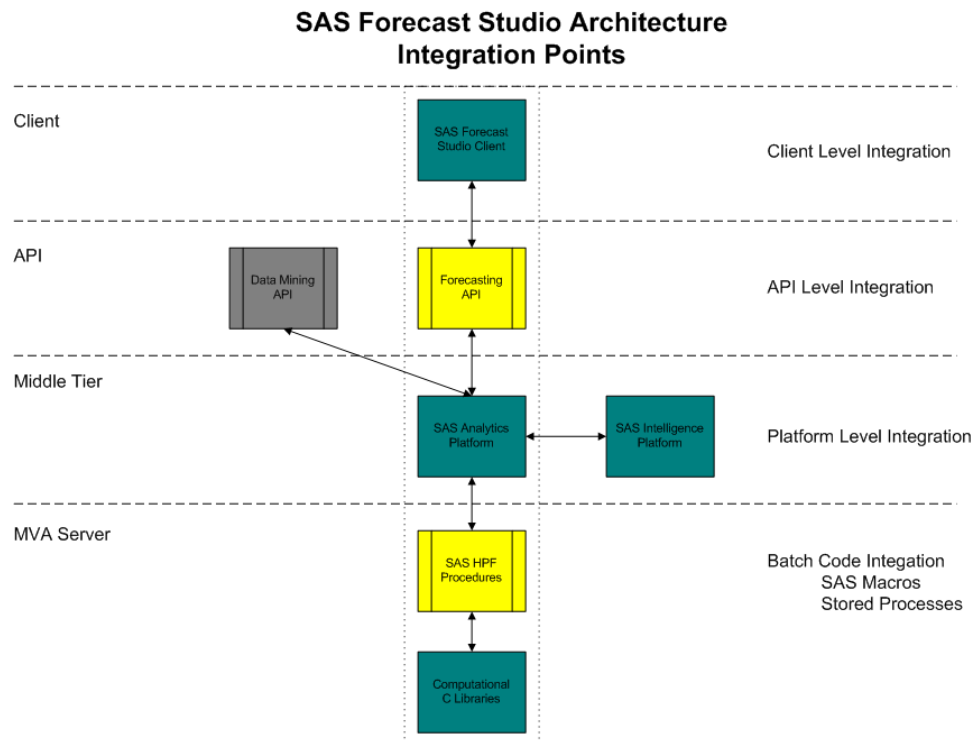 SAS Forecast Studio Architecture
Integration Points
Client
SAS Forecast
Studio Client
Client Level Integration
API
Data Mining
API
Forecasting
API
API Level Integration
Middle Tier
SAS Analytics
Platform
SAS Intelligence
Platform
Platform Level Integration
MVA Server
SAS HPF
Procedures
Batch Code Integation
SAS Macros
Stored Processes
Computational
C Libraries